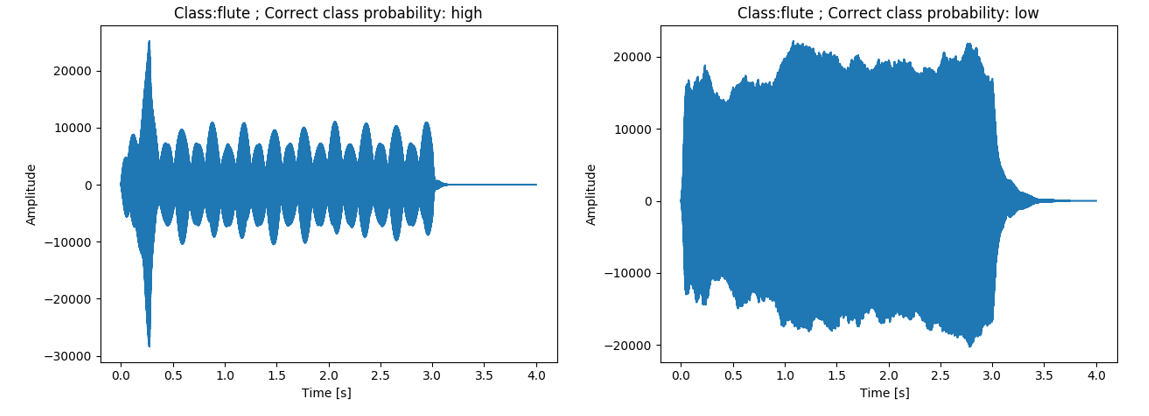 Class:flute ; Correct class probability: high
20000
10000
0
−10000
−20000
−30000
Amplitude
0.0 0.5 1.0 1.5 2.0 2.5 3.0 3.5 4.0
Time [s]
Class:flute ; Correct class probability: low
20000
10000
0
−10000
−20000
Amplitude
0.0 0.5 1.0 1.5 2.0 2.5 3.0 3.5 4.0
Time [s]